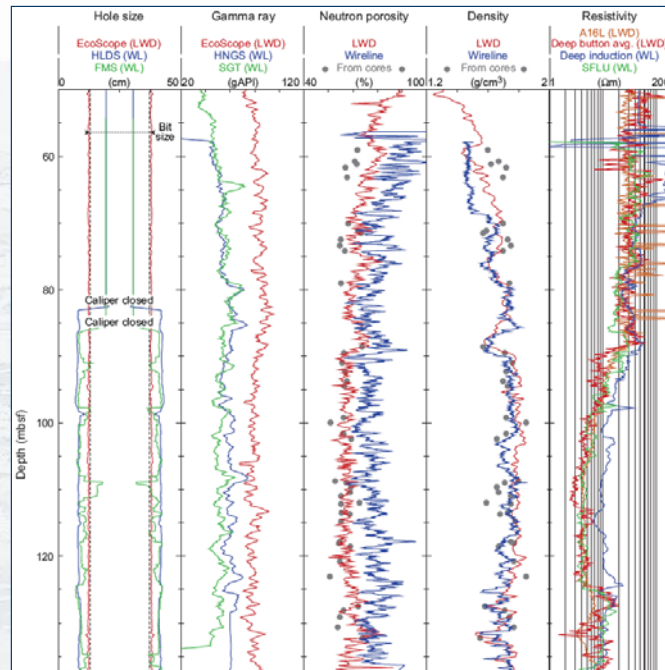 Hole size
Gamma ray
Neutron porosity
Density
Resistivity
EcoScope (LWD)
HLDS (WL)
FMS (WL)
0 (cm) 50
EcoScope (LWD)
HNGS (WL)
SGT (WL)
20 (gAPI) 120
LWD
Wireline
From cores
40 (%) 100
LWD
Wireline
From cores
1.2 (g/cm³) 2.
A16L (LWD)
Deep button avg. (LWD)
Deep induction (WL)
SFLU (WL)
1 (Ωm) 200
Bit
size
60
Caliper closed
80
Caliper closed
100
Depth (mbsf)
120